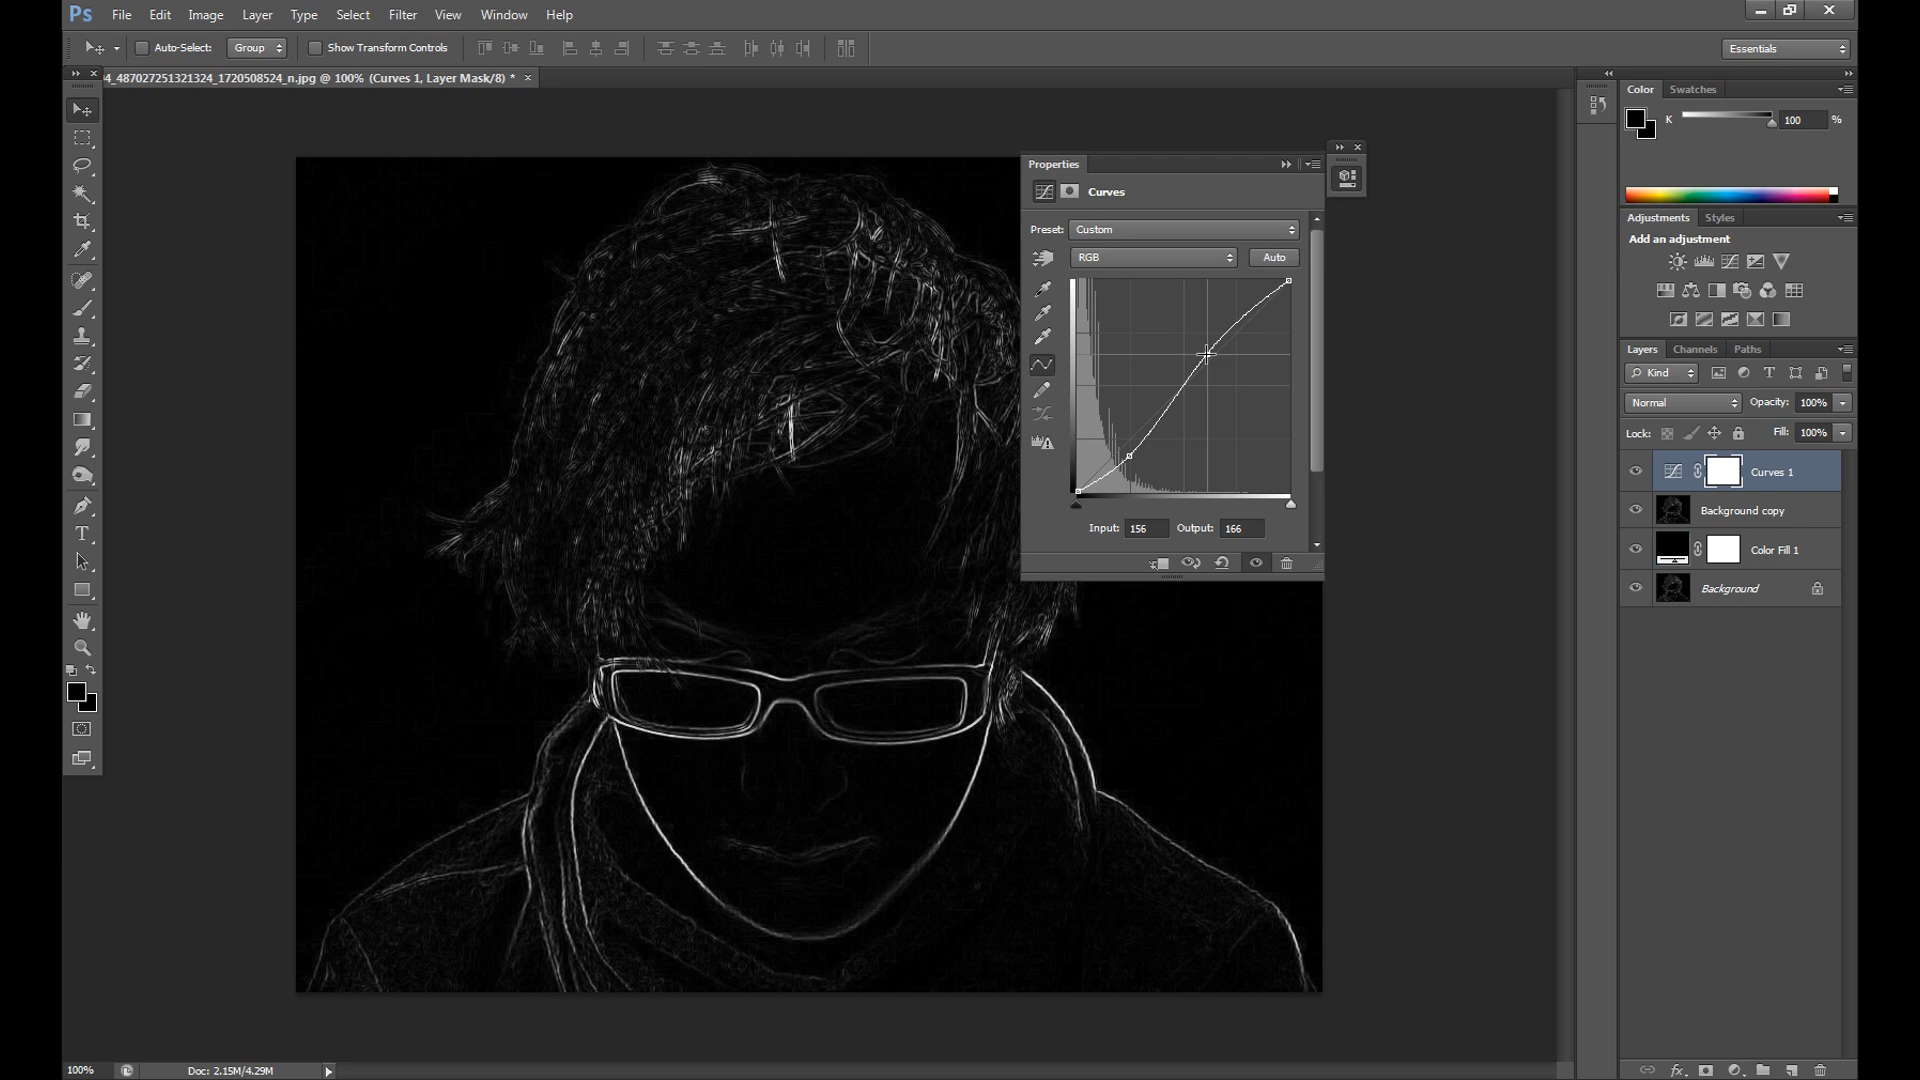 Ps File Edit Image Layer Type Select Filter View Window Help
Auto-Select: Group Show Transform Controls Essentials
4_487027251321324_1720508524_n.jpg @ 100% (Curves 1, Layer Mask/8) * ×
Color Swatches
K 100 %
Properties
Curves
Preset: Custom
RGB Auto
Input: 156 Output: 166
Adjustments Styles
Add an adjustment
Layers Channels Paths
Kind
Normal Opacity: 100%
Lock: Fill: 100%
Curves 1
Background copy
Color Fill 1
Background
100% Doc: 2.15M/4.29M
fx